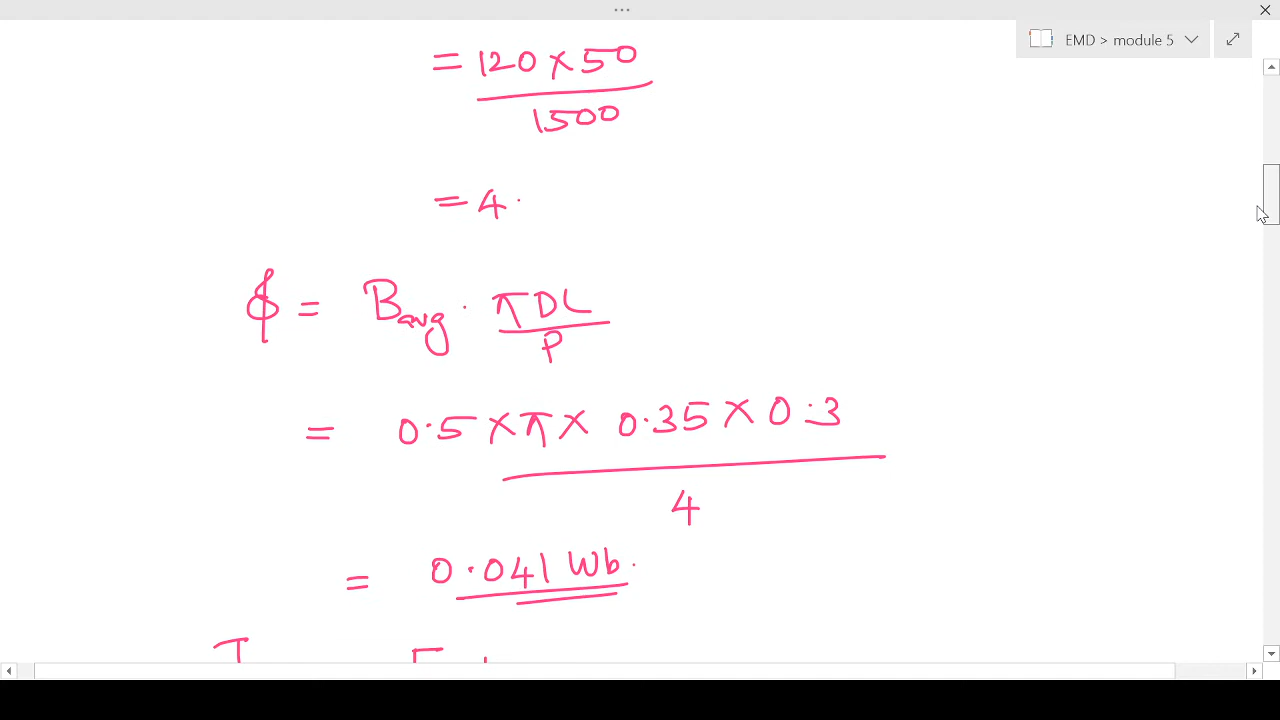 EMD > module 5
= 120 × 50
1500
= 4.
ϕ = Bavg . πDL
P
= 0.5 × π × 0.35 × 0.3
4
= 0.041 Wb.